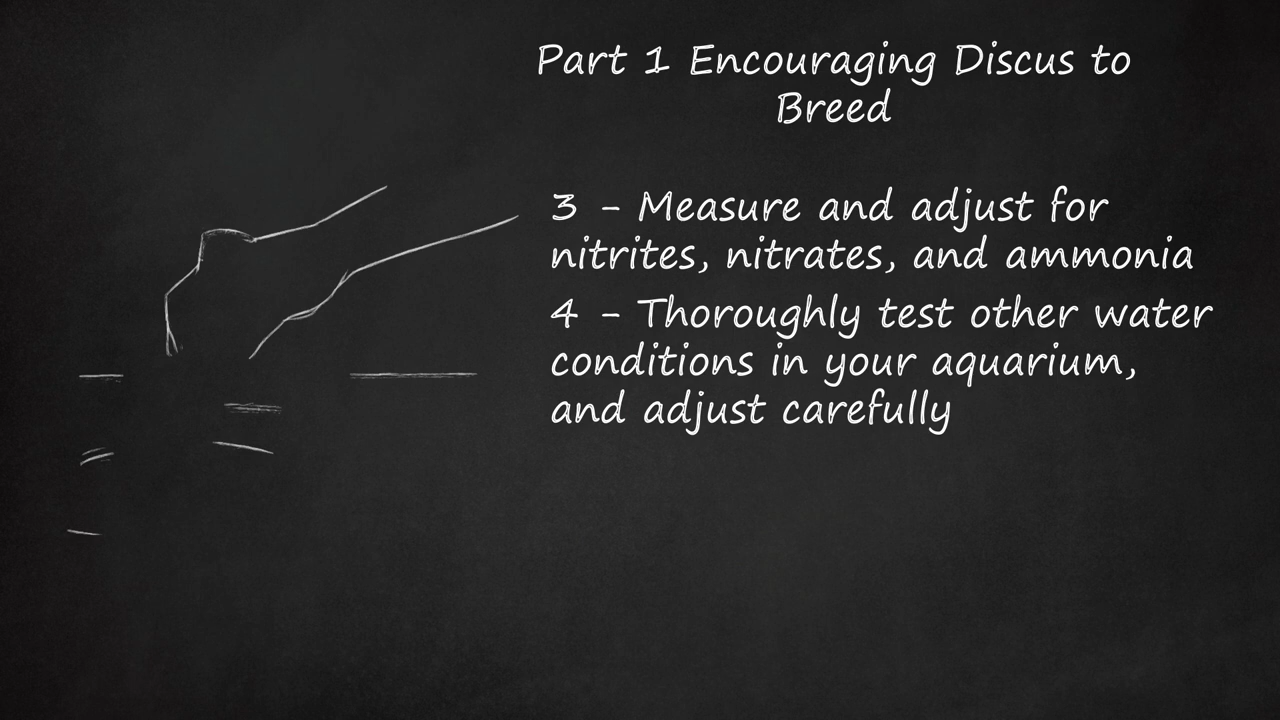 Part 1 Encouraging Discus to
Breed
3 - Measure and adjust for
nitrites, nitrates, and ammonia
4 - Thoroughly test other water
conditions in your aquarium,
and adjust carefully